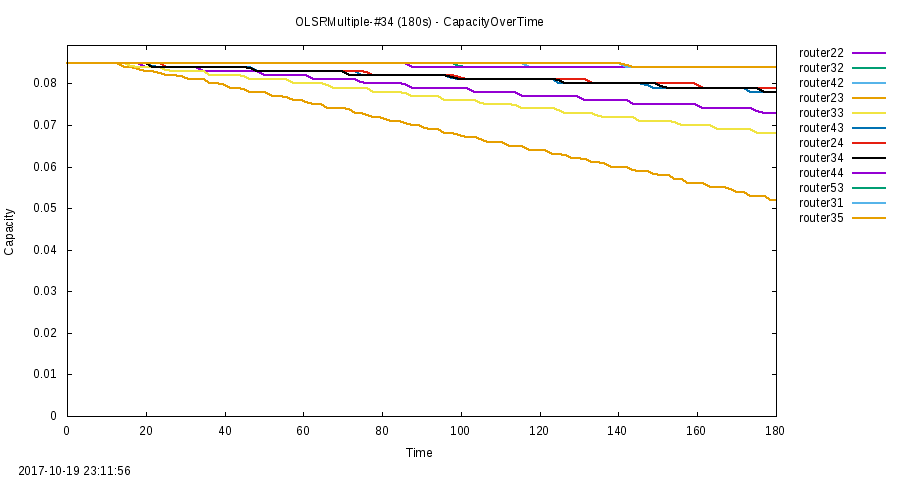 OLSRMultiple-#34 (180s) - CapacityOverTime
router22
router32
router42
router23
router33
router43
router24
router34
router44
router53
router31
router35
Capacity
0.08
0.07
0.06
0.05
0.04
0.03
0.02
0.01
0
0 20 40 60 80 100 120 140 160 180
Time
2017-10-19 23:11:56